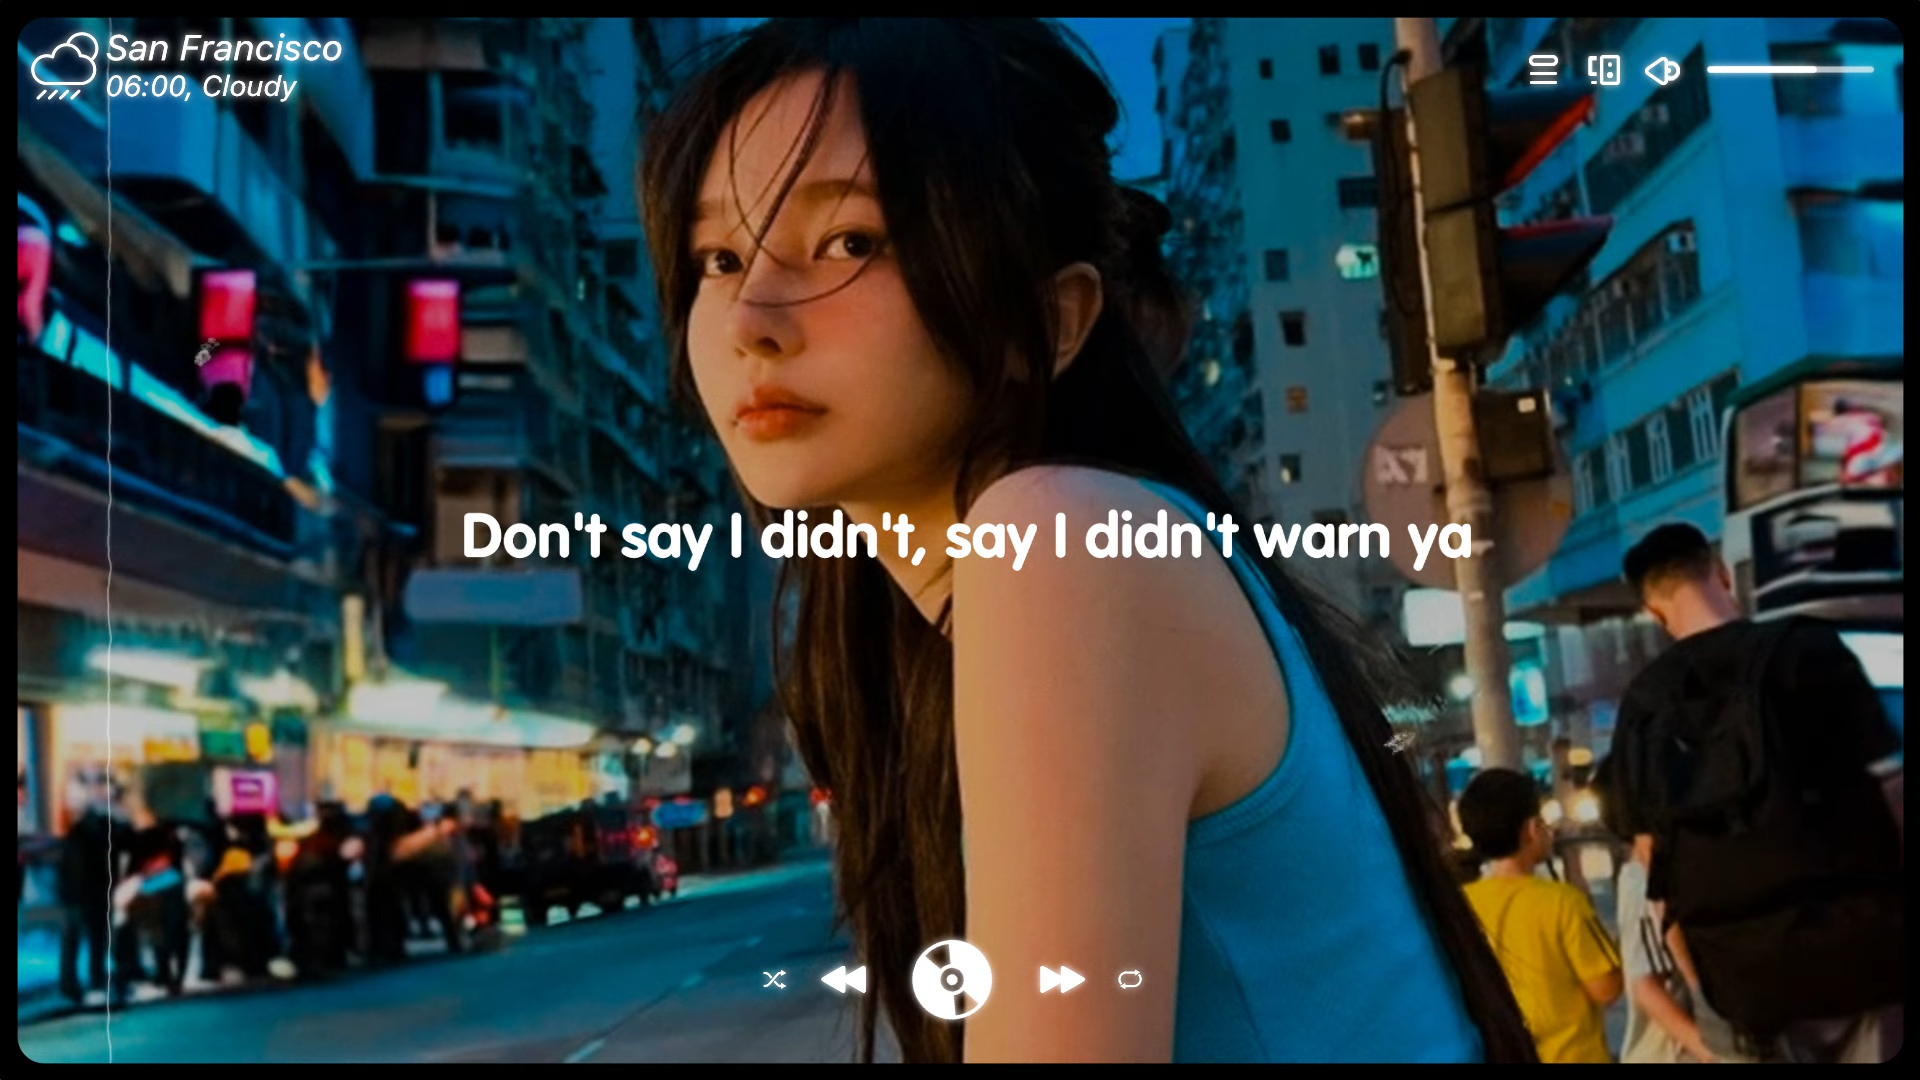 San Francisco
06:00, Cloudy
Don't say I didn't, say I didn't warn ya